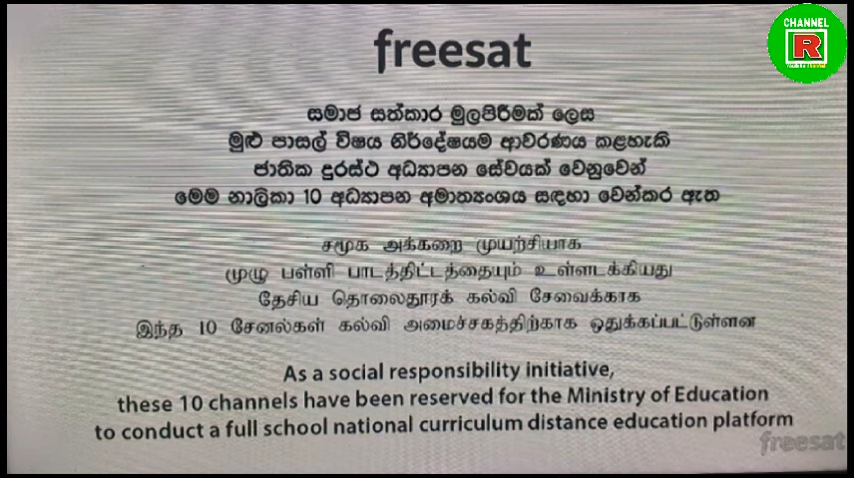 freesat
CHANNEL
R
සමාජ සත්කාර මුලපිරීමක් ලෙස
මුළු පාසල් විෂය නිර්දේෂයම ආවරණය කළහැකි
ජාතික දුරස්ථ අධ්‍යාපන සේවයක් වෙනුවෙන්
මෙම නාලිකා 10 අධ්‍යාපන අමාත්‍යංශය සඳහා වෙන්කර ඇත
சமூக அக்கறை முயற்சியாக
முழு பள்ளி பாடத்திட்டத்தையும் உள்ளடக்கியது
தேசிய தொலைதூரக் கல்வி சேவைக்காக
இந்த 10 சேனல்கள் கல்வி அமைச்சகத்திற்காக ஒதுக்கப்பட்டுள்ளன
As a social responsibility initiative,
these 10 channels have been reserved for the Ministry of Education
to conduct a full school national curriculum distance education platform
freesat